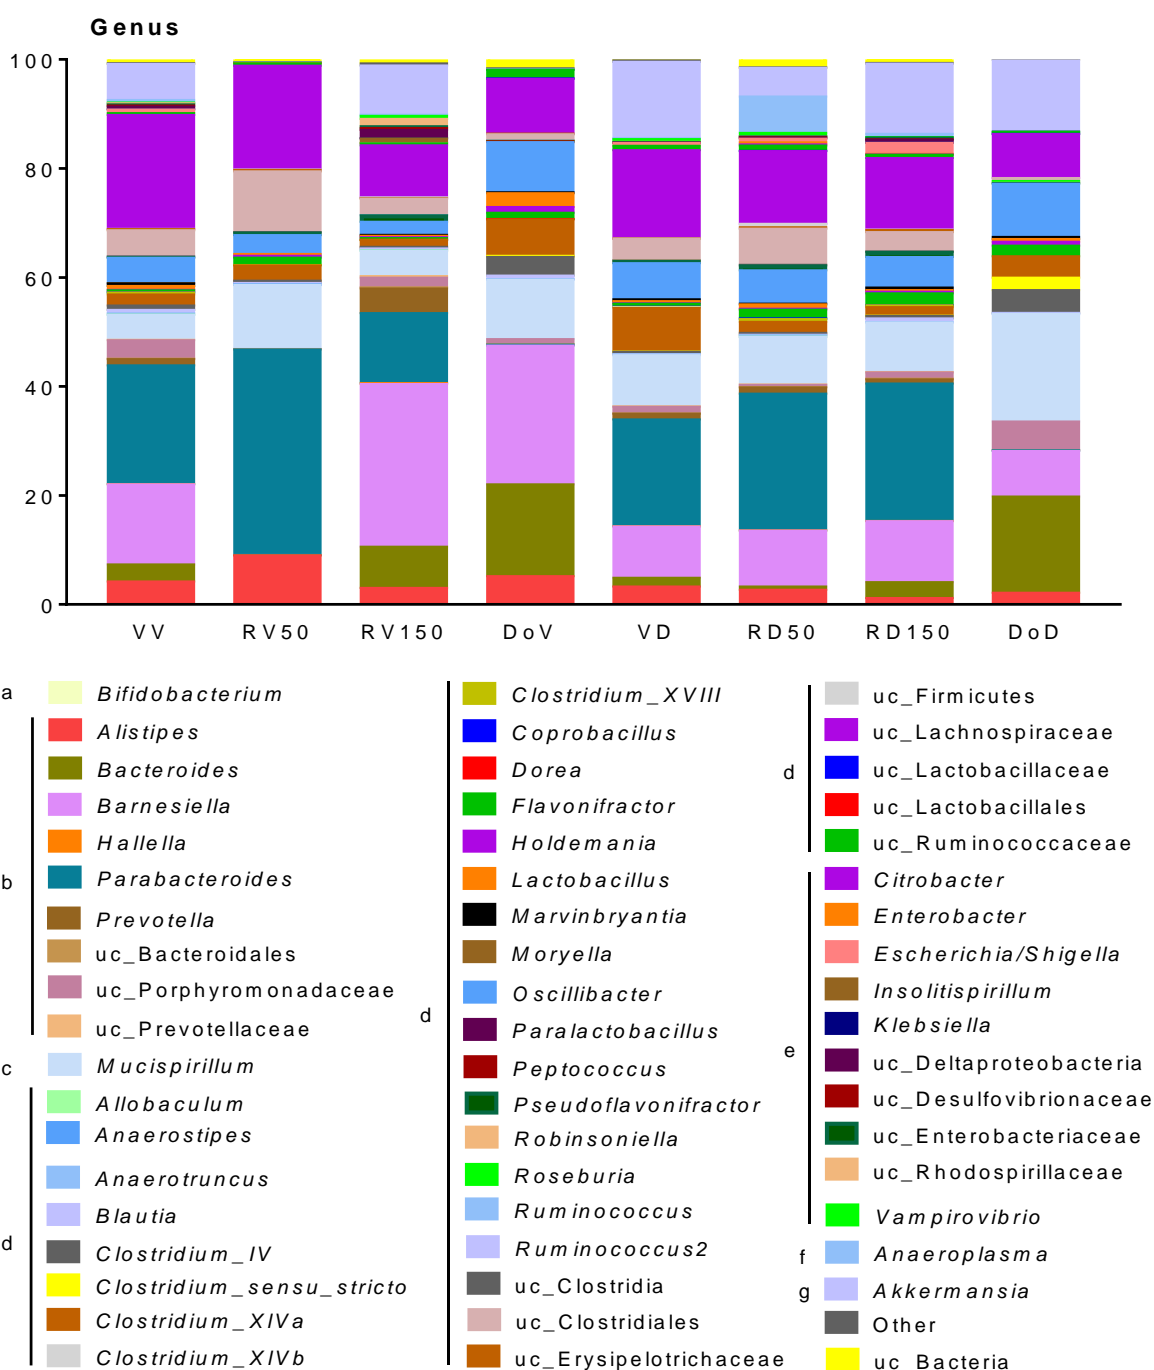 Genus
100
80
60
40
20
0
VV RV50 RV150 DoV VD RD50 RD150 DoD
a
Bifidobacterium
b
Alistipes
Bacteroides
Barnesiella
Hallella
Parabacteroides
Prevotella
uc_Bacteroidales
uc_Porphyromonadaceae
uc_Prevotellaceae
c
Mucispirillum
d
Allobaculum
Anaerostipes
Anaerotruncus
Blautia
Clostridium_IV
Clostridium_sensu_stricto
Clostridium_XIVa
Clostridium_XIVb
d
Clostridium_XVIII
Coprobacillus
Dorea
Flavonifractor
Holdemania
Lactobacillus
Marvinbryantia
Moryella
Oscillibacter
Paralactobacillus
Peptococcus
Pseudoflavonifractor
Robinsoniella
Roseburia
Ruminococcus
Ruminococcus2
uc_Clostridia
uc_Clostridiales
uc_Erysipelotrichaceae
d
uc_Firmicutes
uc_Lachnospiraceae
uc_Lactobacillaceae
uc_Lactobacillales
uc_Ruminococcaceae
e
Citrobacter
Enterobacter
Escherichia/Shigella
Insolitispirillum
Klebsiella
uc_Deltaproteobacteria
uc_Desulfovibrionaceae
uc_Enterobacteriaceae
uc_Rhodospirillaceae
Vampirovibrio
f
Anaeroplasma
g
Akkermansia
Other
uc_Bacteria